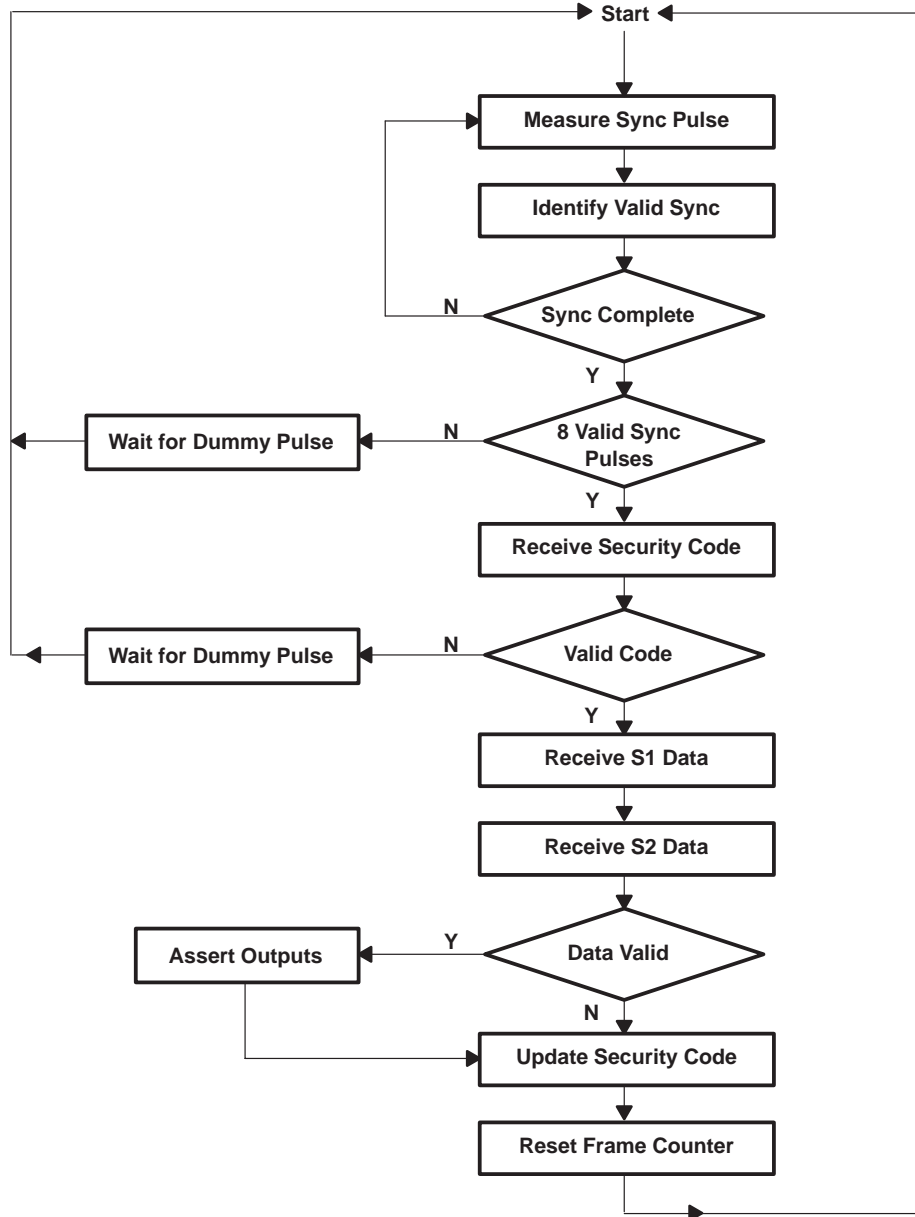 Start
Measure Sync Pulse
Identify Valid Sync
N
Sync Complete
Y
Wait for Dummy Pulse
N
8 Valid Sync
Pulses
Y
Receive Security Code
Wait for Dummy Pulse
N
Valid Code
Y
Receive S1 Data
Receive S2 Data
Assert Outputs
Y
Data Valid
N
Update Security Code
Reset Frame Counter